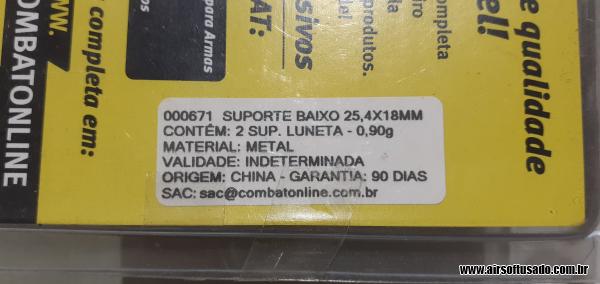 000671 SUPORTE BAIXO 25,4X18MM
CONTÉM: 2 SUP. LUNETA - 0,90g
MATERIAL: METAL
VALIDADE: INDETERMINADA
ORIGEM: CHINA - GARANTIA: 90 DIAS
SAC: sac@combatonline.com.br
COMBATONLINE
www.
completa em:
para Armas
AT:
sivos
produtos.
completa
e qualidade
el!
www.airsoftusado.com.br